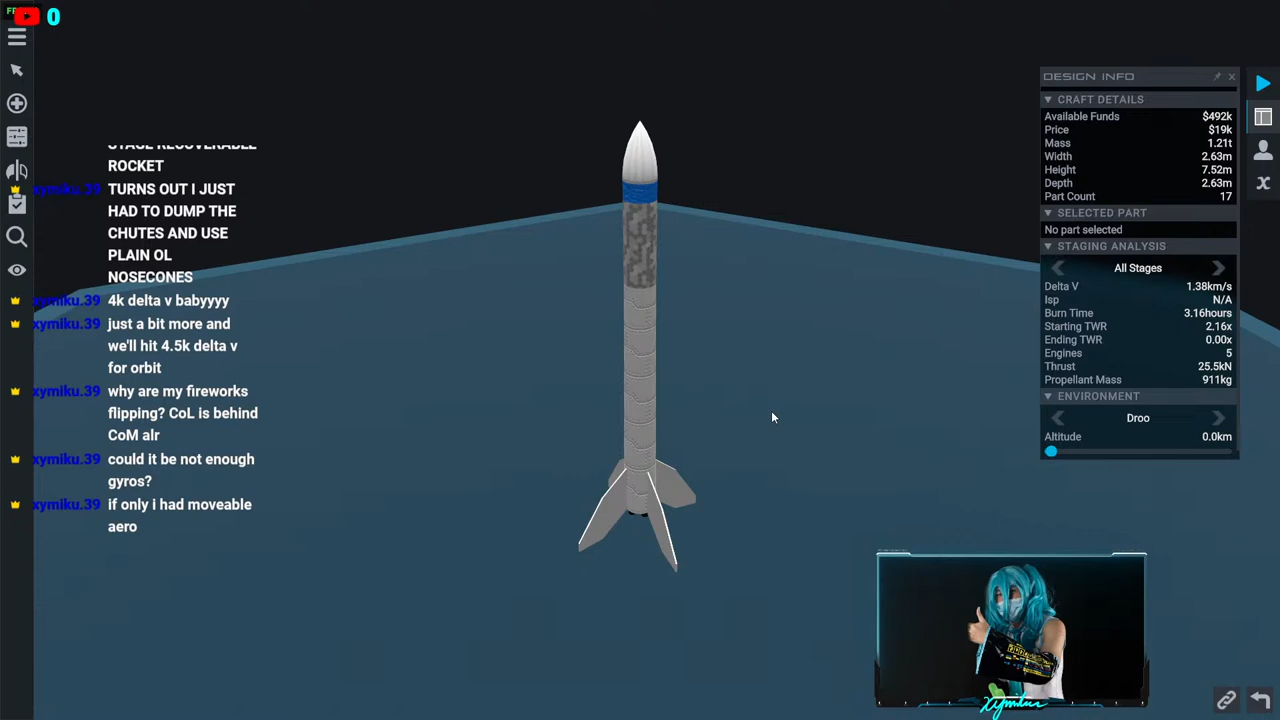 0
STAGE RECOVERABLE
ROCKET
xymiku.39 TURNS OUT I JUST
HAD TO DUMP THE
CHUTES AND USE
PLAIN OL
NOSECONES
xymiku.39 4k delta v babyyyy
xymiku.39 just a bit more and
we'll hit 4.5k delta v
for orbit
xymiku.39 why are my fireworks
flipping? CoL is behind
CoM alr
xymiku.39 could it be not enough
gyros?
xymiku.39 if only i had moveable
aero
DESIGN INFO
CRAFT DETAILS
Available Funds $492k
Price $19k
Mass 1.21t
Width 2.63m
Height 7.52m
Depth 2.63m
Part Count 17
SELECTED PART
No part selected
STAGING ANALYSIS
All Stages
Delta V 1.38km/s
Isp N/A
Burn Time 3.16hours
Starting TWR 2.16x
Ending TWR 0.00x
Engines 5
Thrust 25.5kN
Propellant Mass 911kg
ENVIRONMENT
Droo
Altitude 0.0km
xymiku